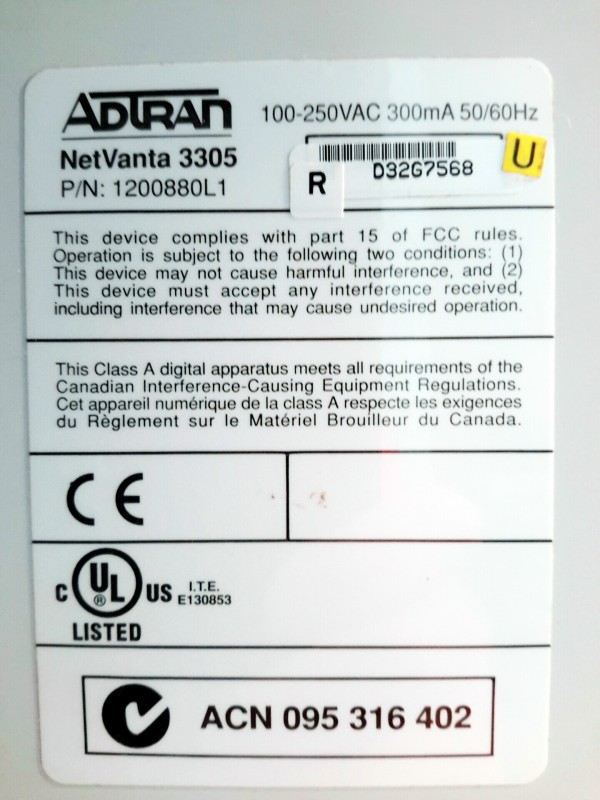 ADTRAN
100-250VAC 300mA 50/60Hz
NetVanta 3305
P/N: 1200880L1
R
D32G7568
U
This device complies with part 15 of FCC rules.
Operation is subject to the following two conditions: (1)
This device may not cause harmful interference, and (2)
This device must accept any interference received,
including interference that may cause undesired operation.
This Class A digital apparatus meets all requirements of the
Canadian Interference-Causing Equipment Regulations.
Cet appareil numérique de la class A respecte les exigences
du Règlement sur le Matériel Brouilleur du Canada.
CE
C UL ® US I.T.E.
E130853
LISTED
ACN 095 316 402